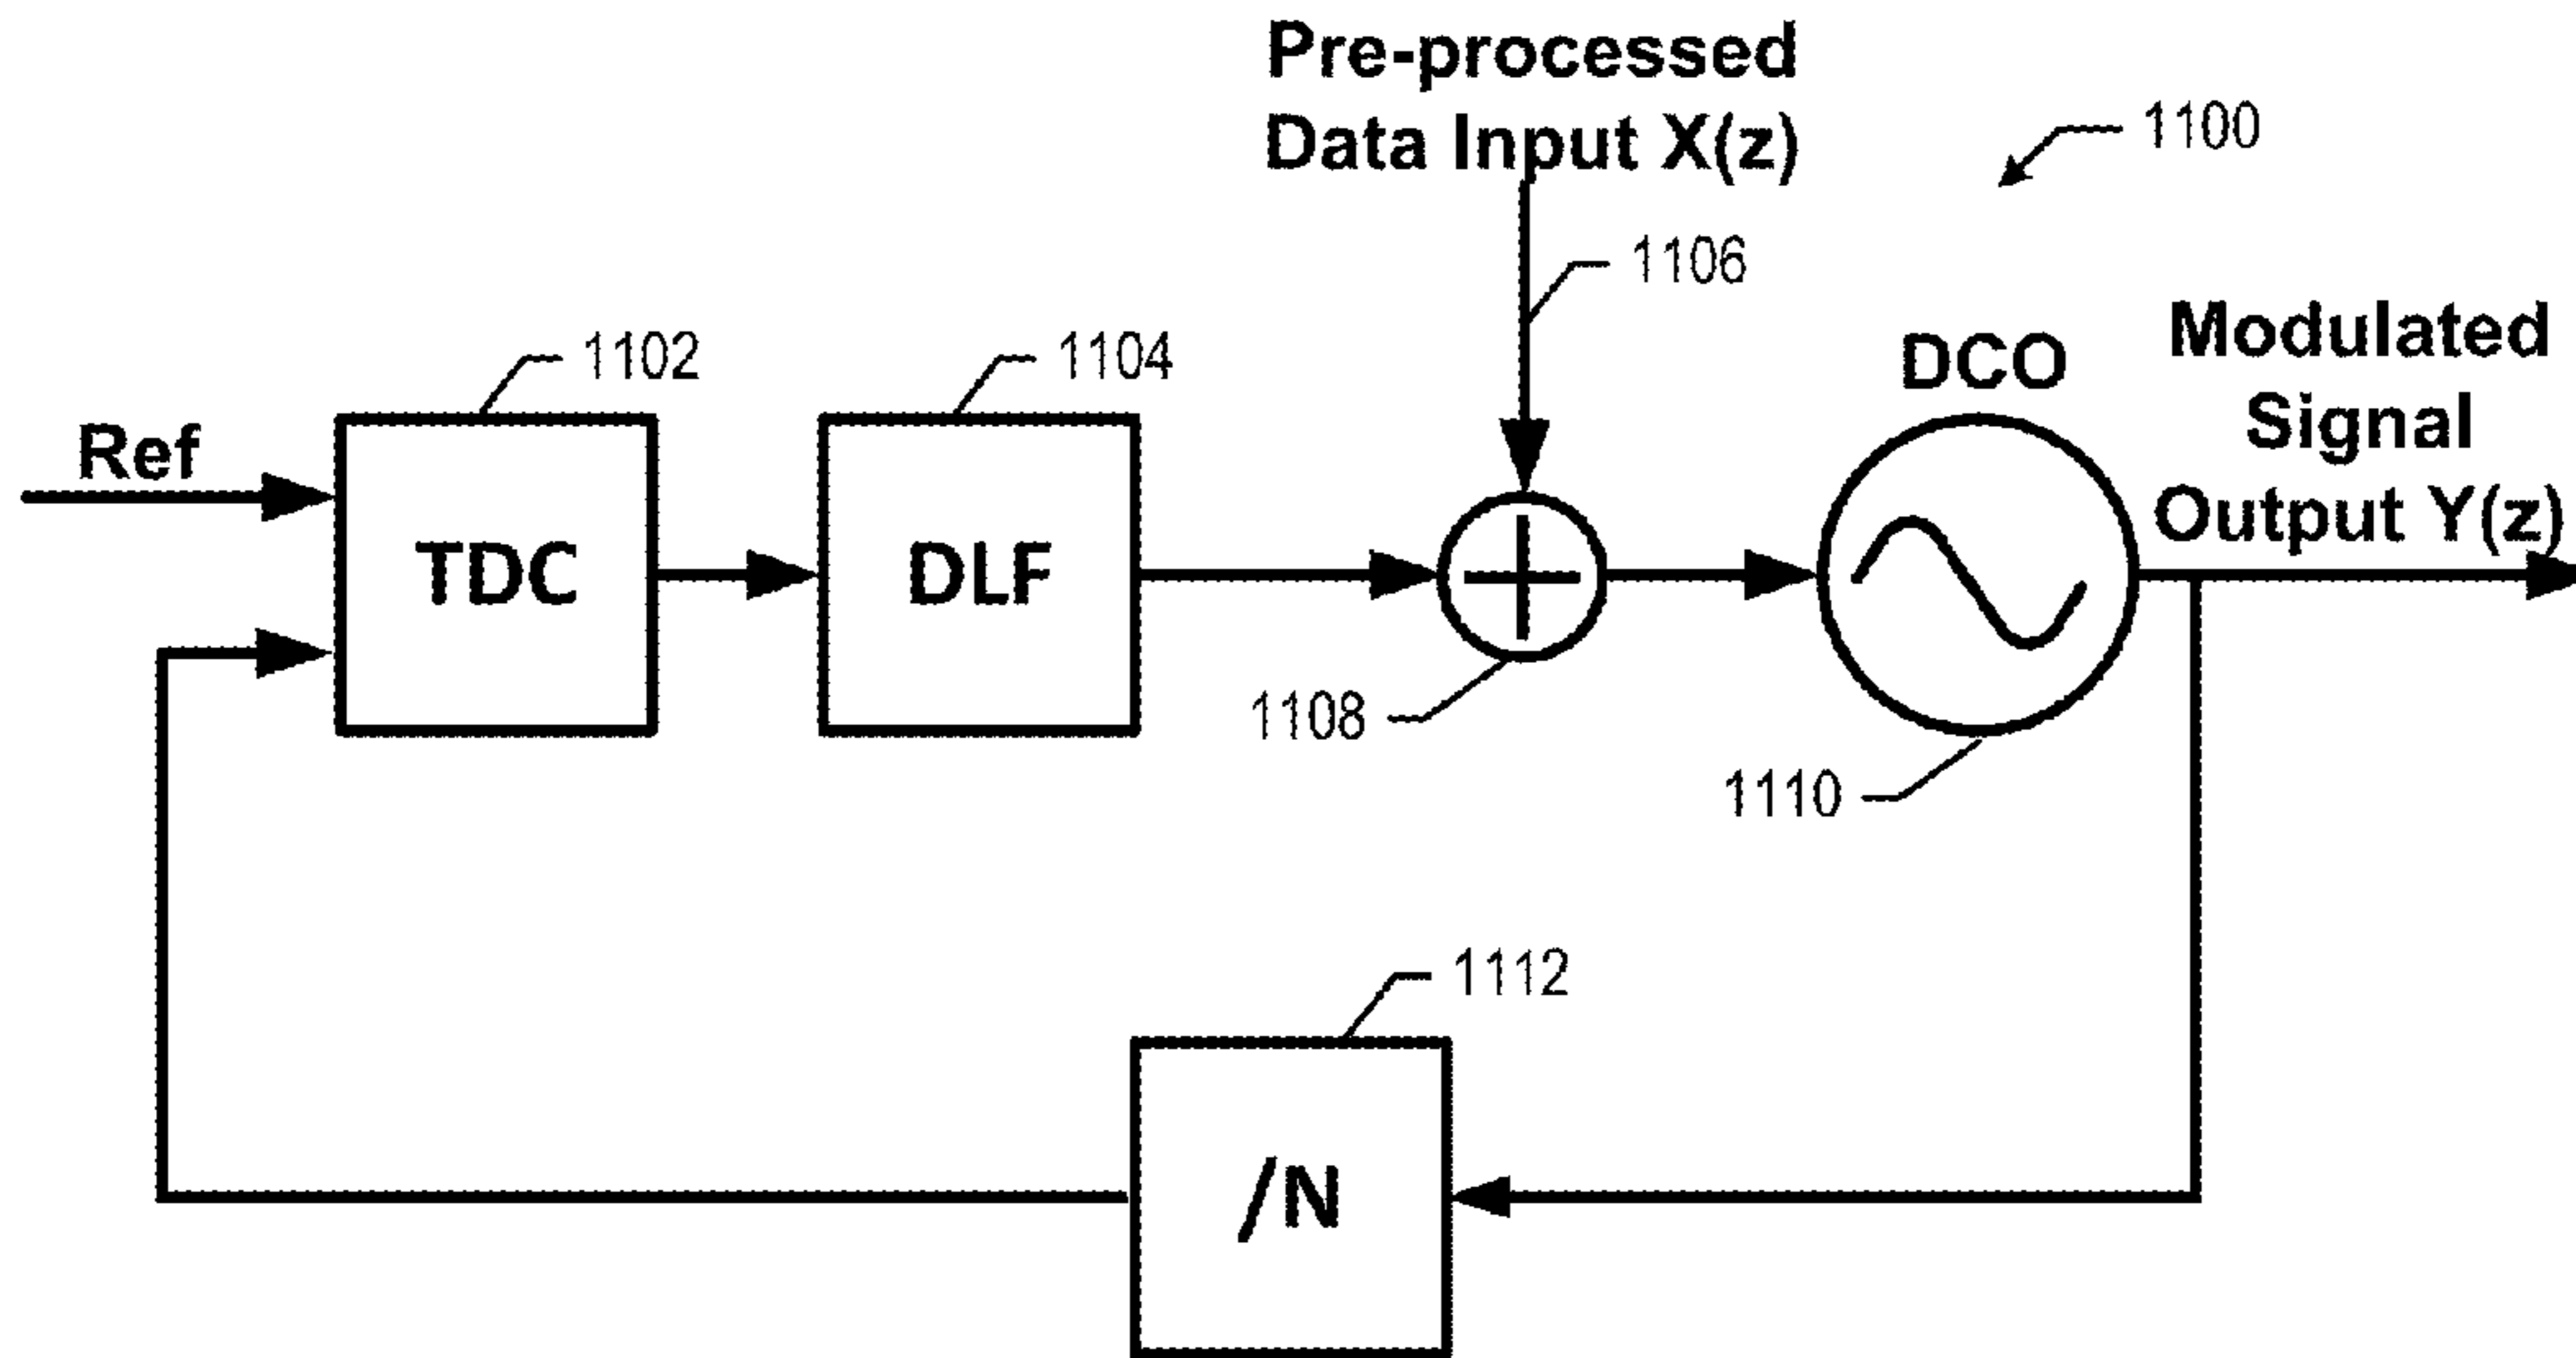 Pre-processed
Data Input X(z)
1100
1106
1102
1104
DCO
Modulated
Signal
Output Y(z)
Ref
TDC
DLF
1108
1110
1112
/N